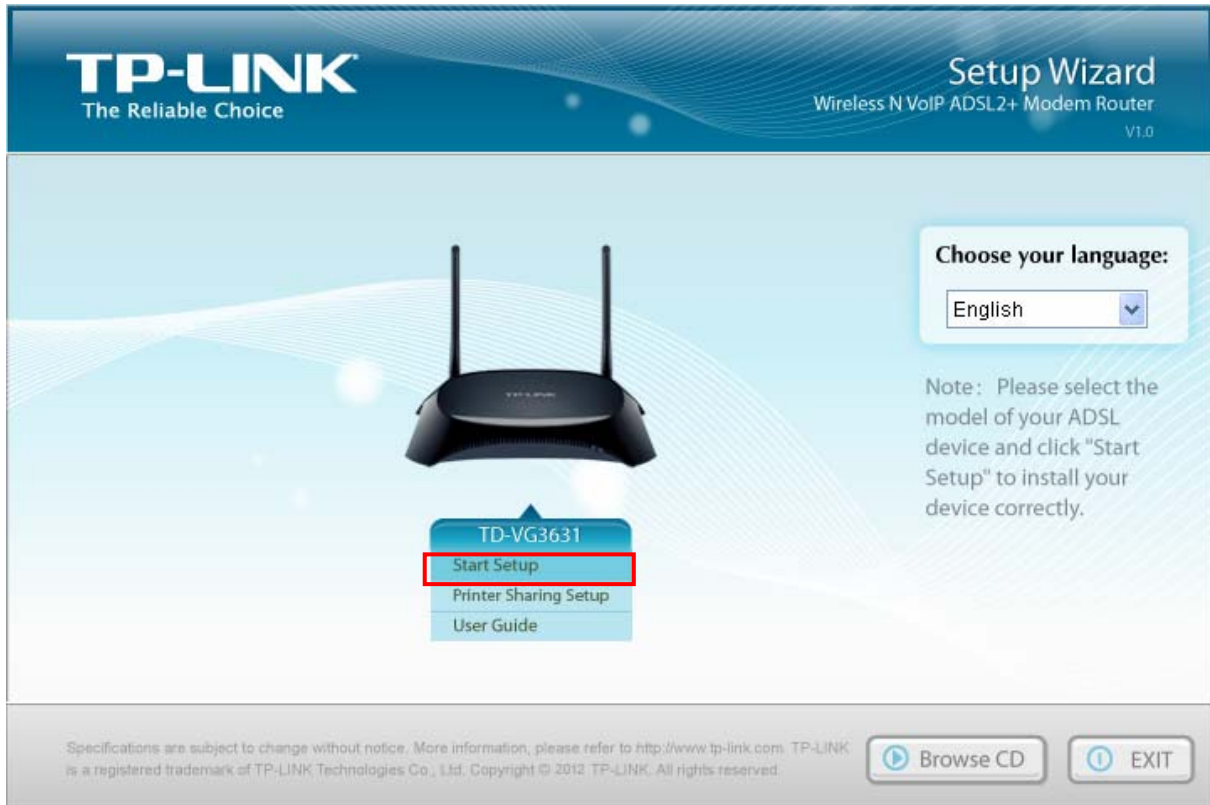 TP-LINK
The Reliable Choice
Setup Wizard
Wireless N VoIP ADSL2+ Modem Router
V1.0
Choose your language:
English
Note: Please select the
model of your ADSL
device and click "Start
Setup" to install your
device correctly.
TP-LINK
TD-VG3631
Start Setup
Printer Sharing Setup
User Guide
Specifications are subject to change without notice. More information, please refer to http://www.tp-link.com. TP-LINK
is a registered trademark of TP-LINK Technologies Co., Ltd. Copyright © 2012 TP-LINK. All rights reserved.
Browse CD
EXIT